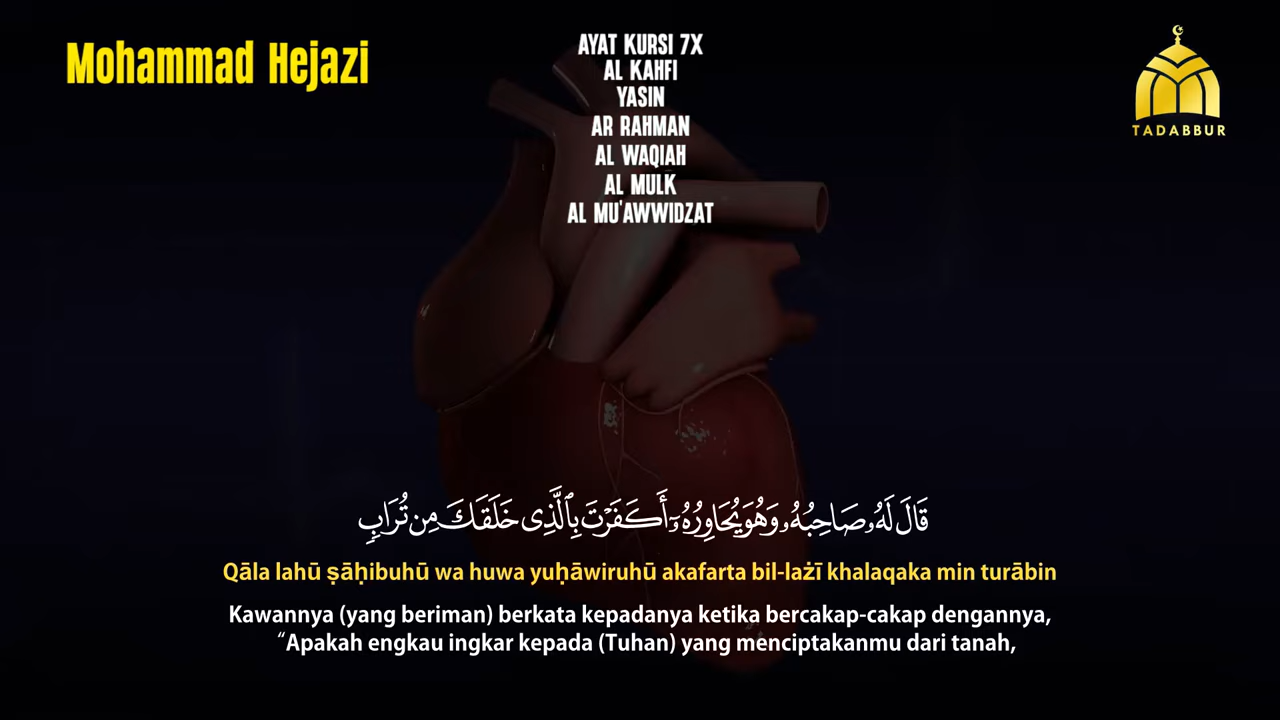 Mohammad Hejazi
AYAT KURSI 7X
AL KAHFI
YASIN
AR RAHMAN
AL WAQIAH
AL MULK
AL MU'AWWIDZAT
TADABBUR
قَالَ لَهُۥ صَاحِبُهُۥ وَهُوَ يُحَاوِرُهُۥٓ أَكَفَرْتَ بِٱلَّذِى خَلَقَكَ مِن تُرَابٍ
Qāla lahū ṣāḥibuhū wa huwa yuḥāwiruhū akafarta bil-lażī khalaqaka min turābin
Kawannya (yang beriman) berkata kepadanya ketika bercakap-cakap dengannya,
“Apakah engkau ingkar kepada (Tuhan) yang menciptakanmu dari tanah,